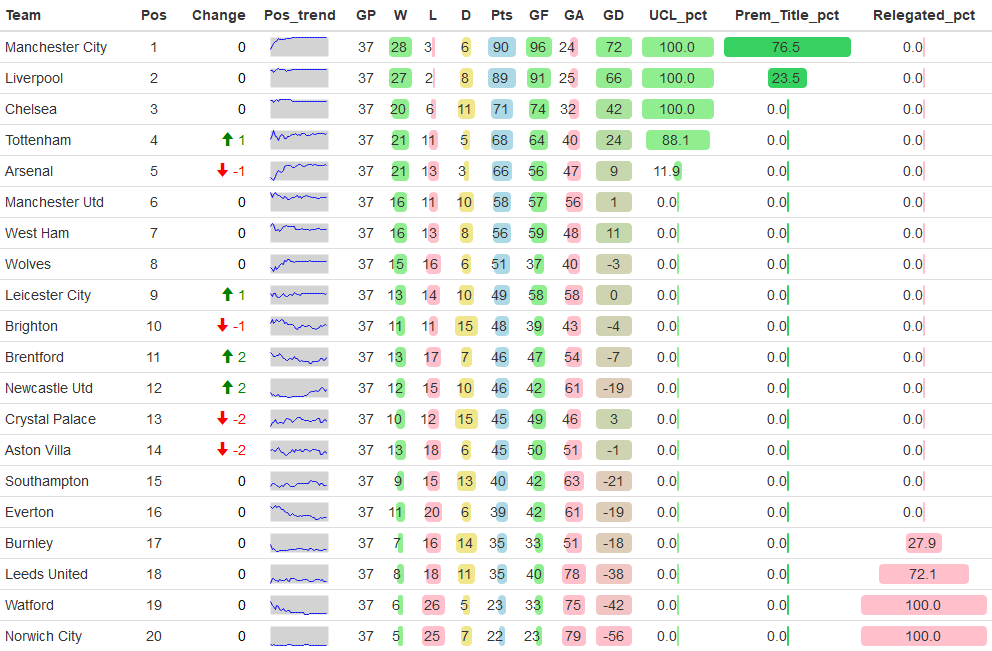 Team Pos Change Pos_trend GP W L D Pts GF GA GD UCL_pct Prem_Title_pct Relegated_pct
Manchester City 1 0 37 28 3 6 90 96 24 72 100.0 76.5 0.0
Liverpool 2 0 37 27 2 8 89 91 25 66 100.0 23.5 0.0
Chelsea 3 0 37 20 6 11 71 74 32 42 100.0 0.0 0.0
Tottenham 4 1 37 21 11 5 68 64 40 24 88.1 0.0 0.0
Arsenal 5 -1 37 21 13 3 66 56 47 9 11.9 0.0 0.0
Manchester Utd 6 0 37 16 11 10 58 57 56 1 0.0 0.0 0.0
West Ham 7 0 37 16 13 8 56 59 48 11 0.0 0.0 0.0
Wolves 8 0 37 15 16 6 51 37 40 -3 0.0 0.0 0.0
Leicester City 9 1 37 13 14 10 49 58 58 0 0.0 0.0 0.0
Brighton 10 -1 37 11 11 15 48 39 43 -4 0.0 0.0 0.0
Brentford 11 2 37 13 17 7 46 47 54 -7 0.0 0.0 0.0
Newcastle Utd 12 2 37 12 15 10 46 42 61 -19 0.0 0.0 0.0
Crystal Palace 13 -2 37 10 12 15 45 49 46 3 0.0 0.0 0.0
Aston Villa 14 -2 37 13 18 6 45 50 51 -1 0.0 0.0 0.0
Southampton 15 0 37 9 15 13 40 42 63 -21 0.0 0.0 0.0
Everton 16 0 37 11 20 6 39 42 61 -19 0.0 0.0 0.0
Burnley 17 0 37 7 16 14 35 33 51 -18 0.0 0.0 27.9
Leeds United 18 0 37 8 18 11 35 40 78 -38 0.0 0.0 72.1
Watford 19 0 37 6 26 5 23 33 75 -42 0.0 0.0 100.0
Norwich City 20 0 37 5 25 7 22 23 79 -56 0.0 0.0 100.0